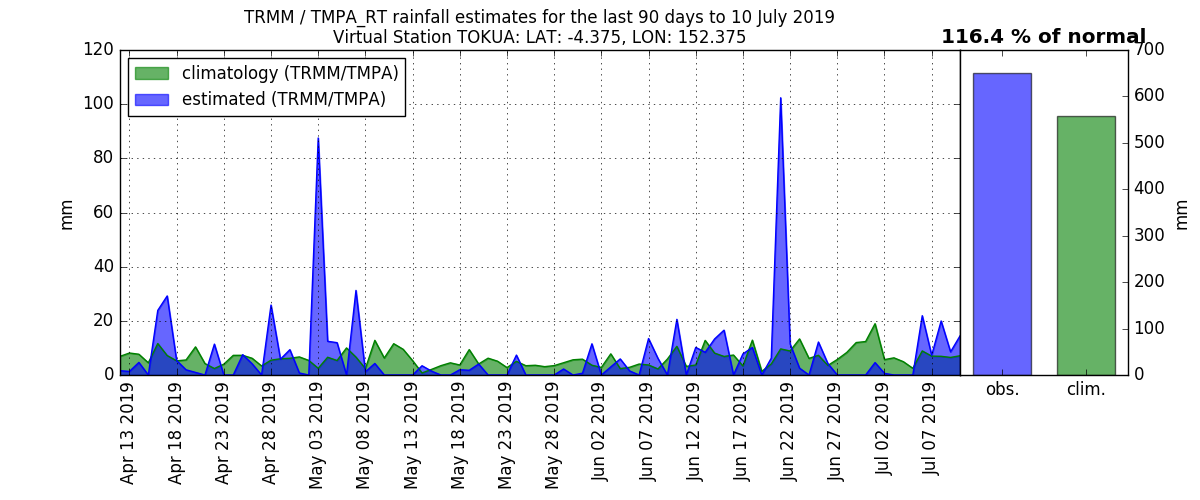 TRMM / TMPA_RT rainfall estimates for the last 90 days to 10 July 2019
Virtual Station TOKUA: LAT: -4.375, LON: 152.375
116.4 % of normal
climatology (TRMM/TMPA)
estimated (TRMM/TMPA)
mm
120
100
80
60
40
20
0
Apr 13 2019
Apr 18 2019
Apr 23 2019
Apr 28 2019
May 03 2019
May 08 2019
May 13 2019
May 18 2019
May 23 2019
May 28 2019
Jun 02 2019
Jun 07 2019
Jun 12 2019
Jun 17 2019
Jun 22 2019
Jun 27 2019
Jul 02 2019
Jul 07 2019
700
600
500
400
300
200
100
0
mm
obs.
clim.